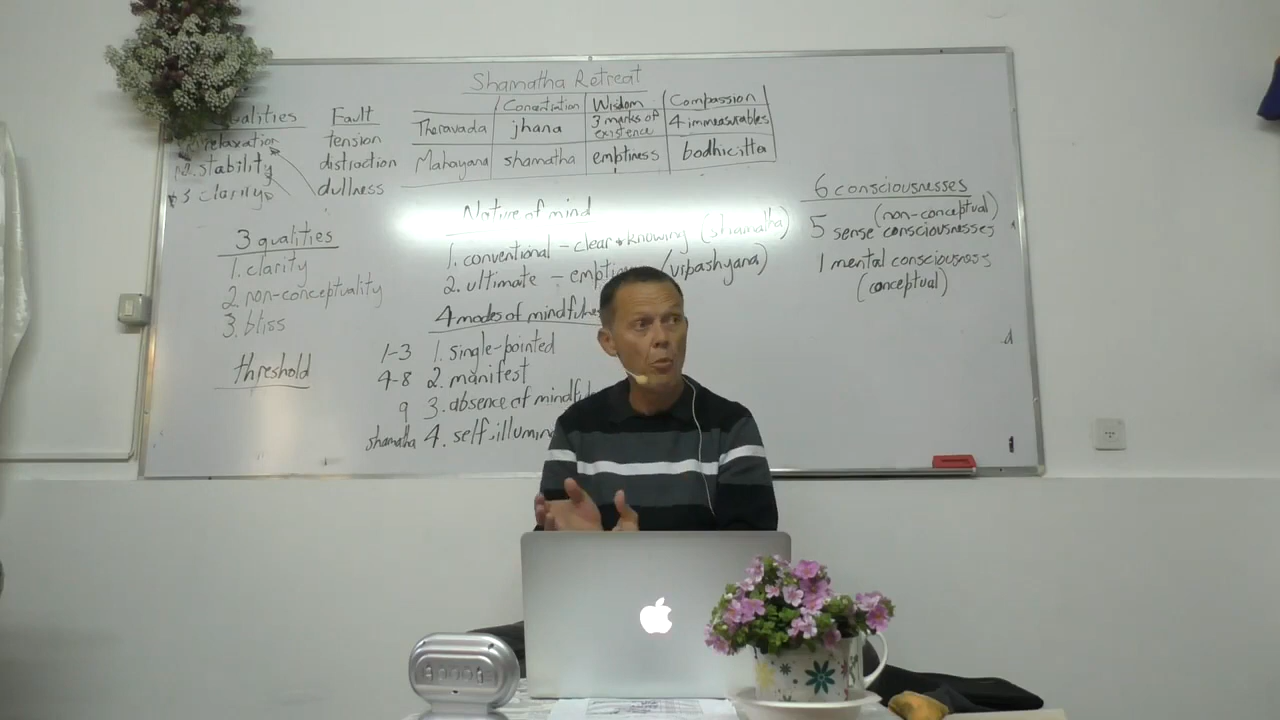 Shamatha Retreat
Concentration Wisdom Compassion
Theravada jhana 3 marks of existence 4 immeasurables
Mahayana shamatha emptiness bodhicitta
Fault
relaxation tension
2. stability distraction
3 clarity dullness
3 qualities
1. clarity
2. non-conceptuality
3. bliss
threshold
Nature of mind
1. conventional - clear + knowing (shamatha)
2. ultimate - (vipashyana)
4 modes of
1-3 1. single-pointed
4-8 2. manifest
9 3. absence of
shamatha 4.
6 consciousnesses
(non-conceptual)
5 sense consciousnesses
1 mental consciousness
(conceptual)